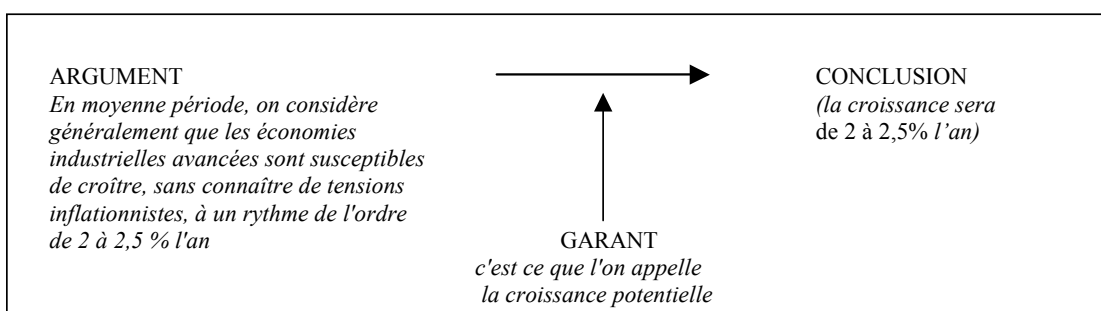 ARGUMENT
En moyenne période, on considère
généralement que les économies
industrielles avancées sont susceptibles
de croître, sans connaître de tensions
inflationnistes, à un rythme de l'ordre
de 2 à 2,5 % l'an
CONCLUSION
(la croissance sera
de 2 à 2,5% l’an)
GARANT
c'est ce que l'on appelle
la croissance potentielle